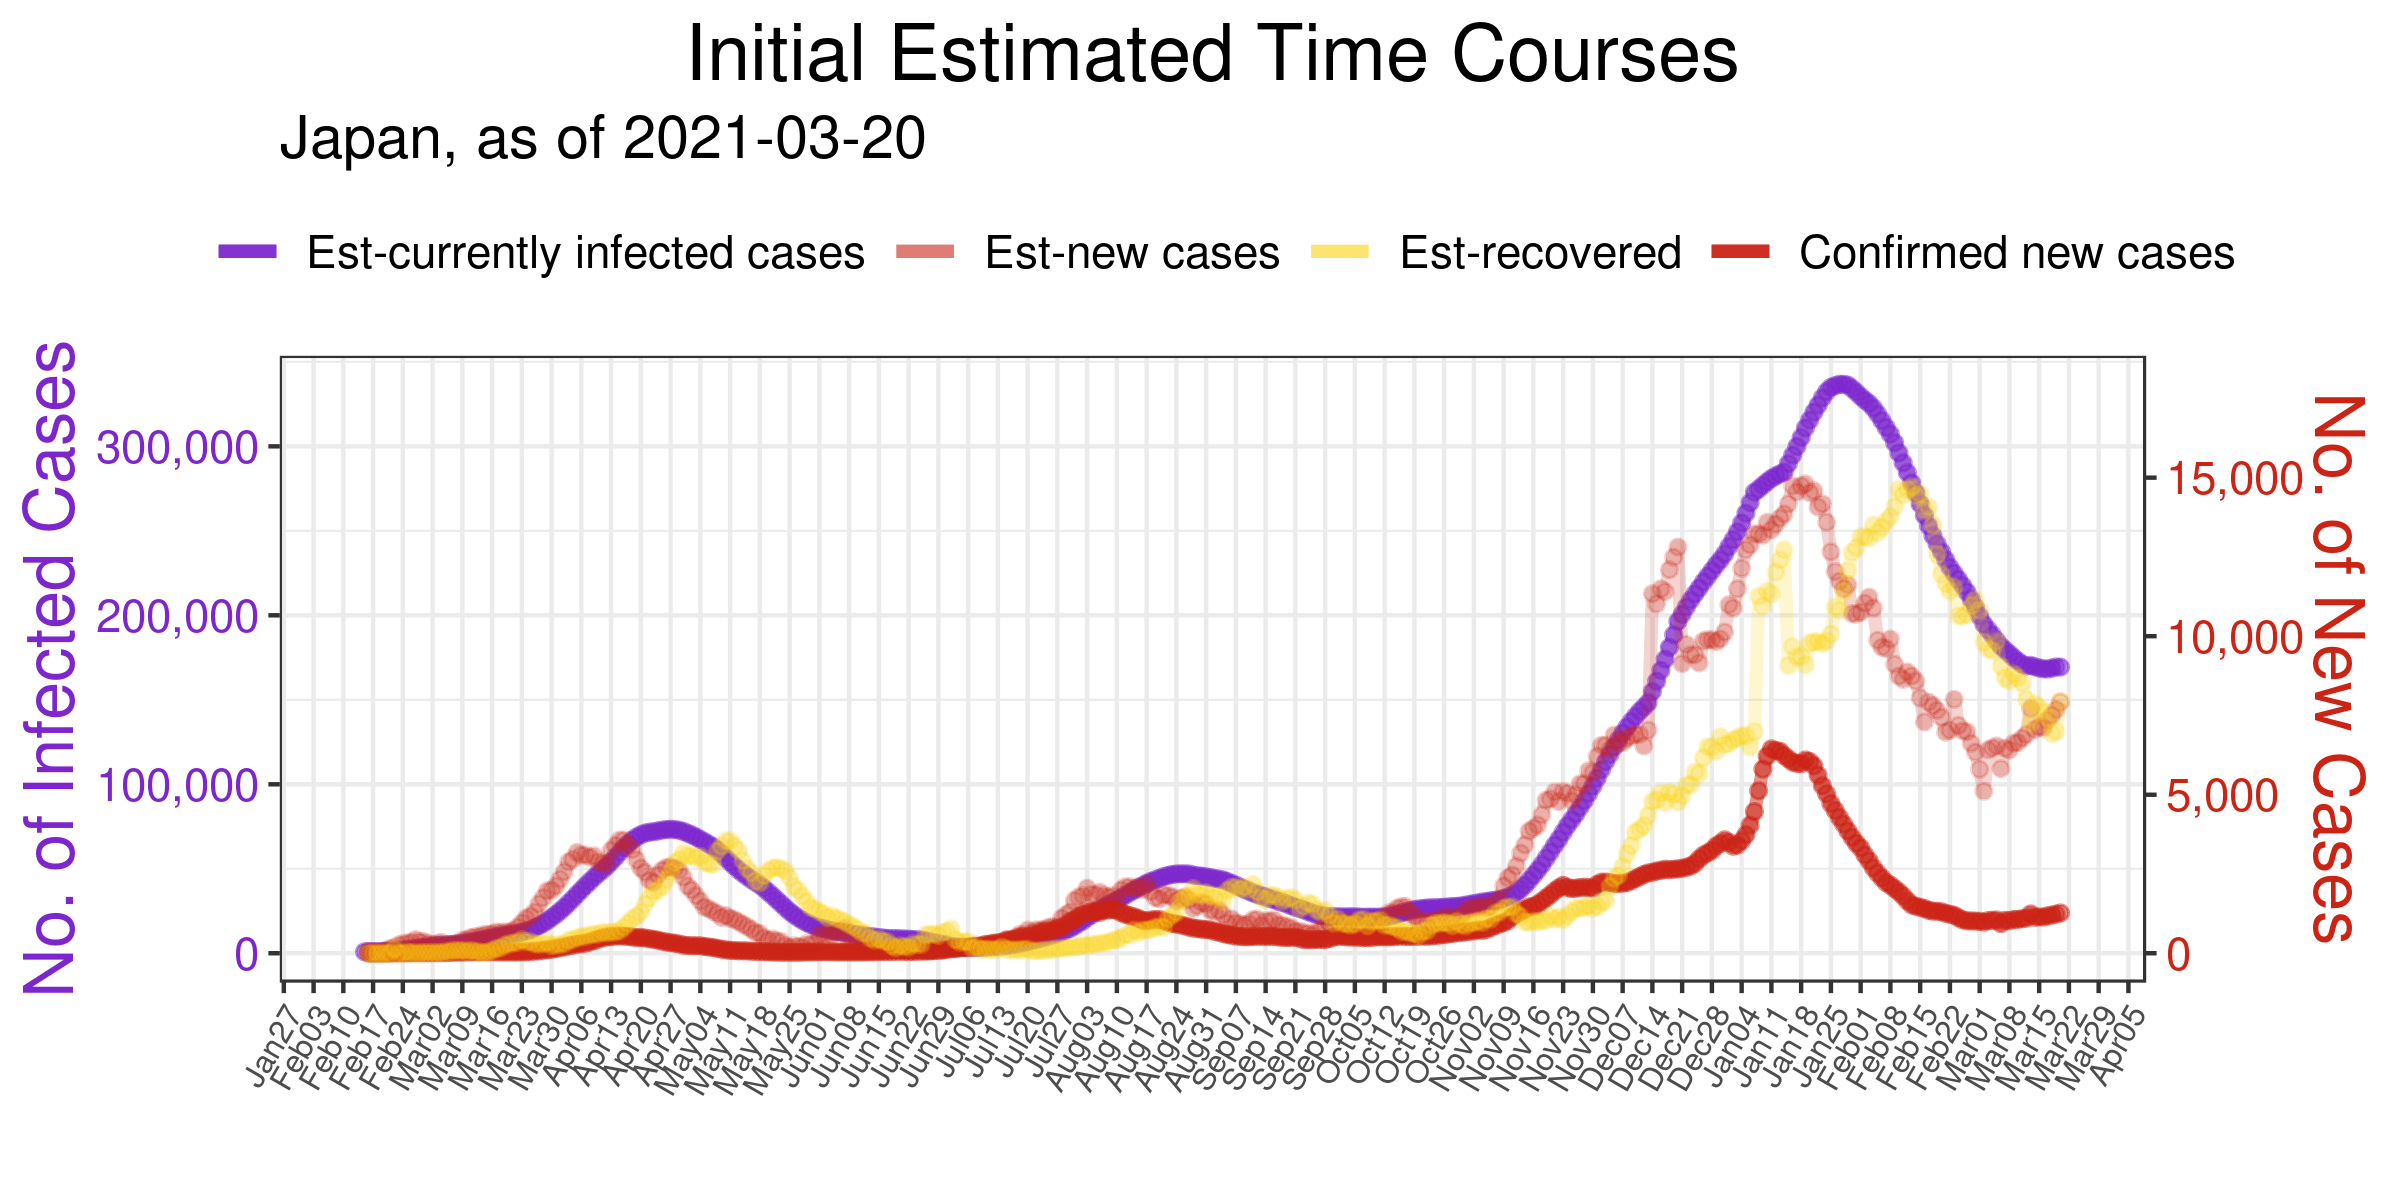 Initial Estimated Time Courses
Japan, as of 2021-03-20
Est-currently infected cases Est-new cases Est-recovered Confirmed new cases
No. of Infected Cases
300,000
200,000
100,000
0
15,000
10,000
5,000
0
No. of New Cases
Jan27 Feb03 Feb10 Feb17 Feb24 Mar02 Mar09 Mar16 Mar23 Mar30 Apr06 Apr13 Apr20 Apr27 May04 May11 May18 May25 Jun01 Jun08 Jun15 Jun22 Jun29 Jul06 Jul13 Jul20 Jul27 Aug03 Aug10 Aug17 Aug24 Aug31 Sep07 Sep14 Sep21 Sep28 Oct05 Oct12 Oct19 Oct26 Nov02 Nov09 Nov16 Nov23 Nov30 Dec07 Dec14 Dec21 Dec28 Jan04 Jan11 Jan18 Jan25 Feb01 Feb08 Feb15 Feb22 Mar01 Mar08 Mar15 Mar22 Mar29 Apr05